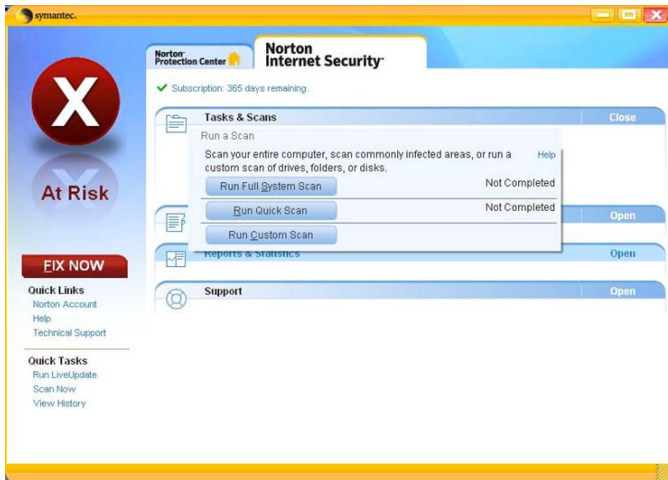 symantec.
Norton
Protection Center
Norton
Internet Security
Subscription: 365 days remaining.
Tasks & Scans
Close
Run a Scan
Scan your entire computer, scan commonly infected areas, or run a
custom scan of drives, folders, or disks.
Help
Run Full System Scan
Not Completed
Run Quick Scan
Not Completed
Run Custom Scan
Open
Reports & Statistics
Open
Support
Open
X
At Risk
FIX NOW
Quick Links
Norton Account
Help
Technical Support
Quick Tasks
Run LiveUpdate
Scan Now
View History